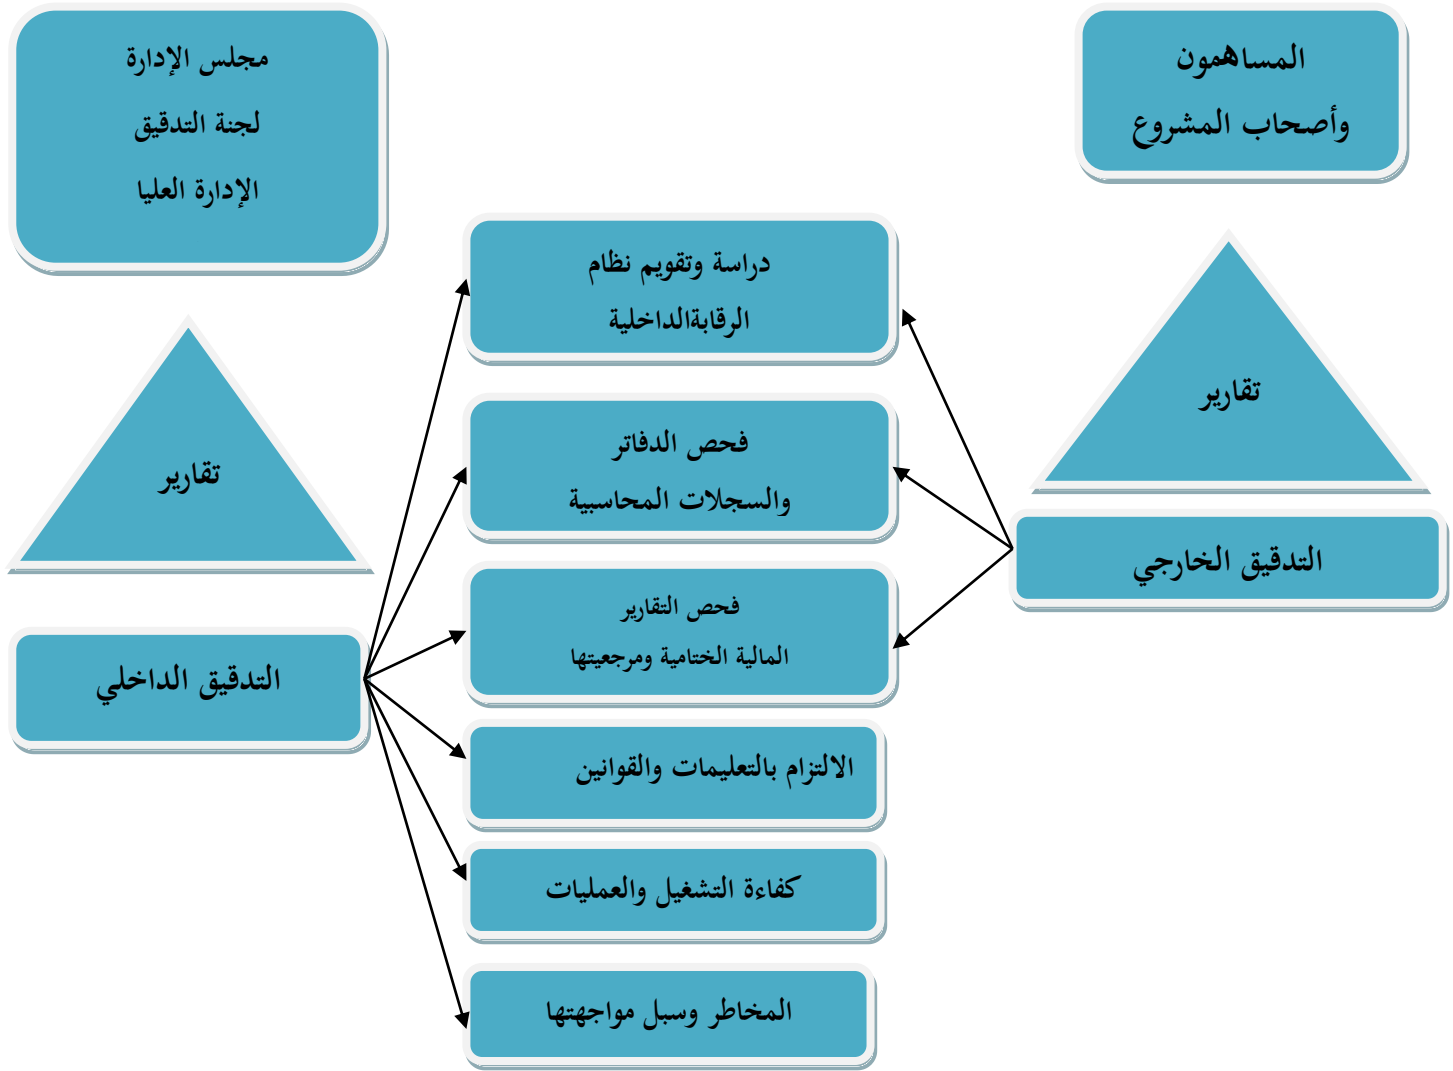 المساهمون
وأصحاب المشروع
تقارير
التدقيق الخارجي
دراسة وتقويم نظام
الرقابةالداخلية
فحص الدفاتر
والسجلات المحاسبية
فحص التقارير
المالية الختامية ومرجعيتها
الالتزام بالتعليمات والقوانين
كفاءة التشغيل والعمليات
المخاطر وسبل مواجهتها
مجلس الإدارة
لجنة التدقيق
الإدارة العليا
تقارير
التدقيق الداخلي